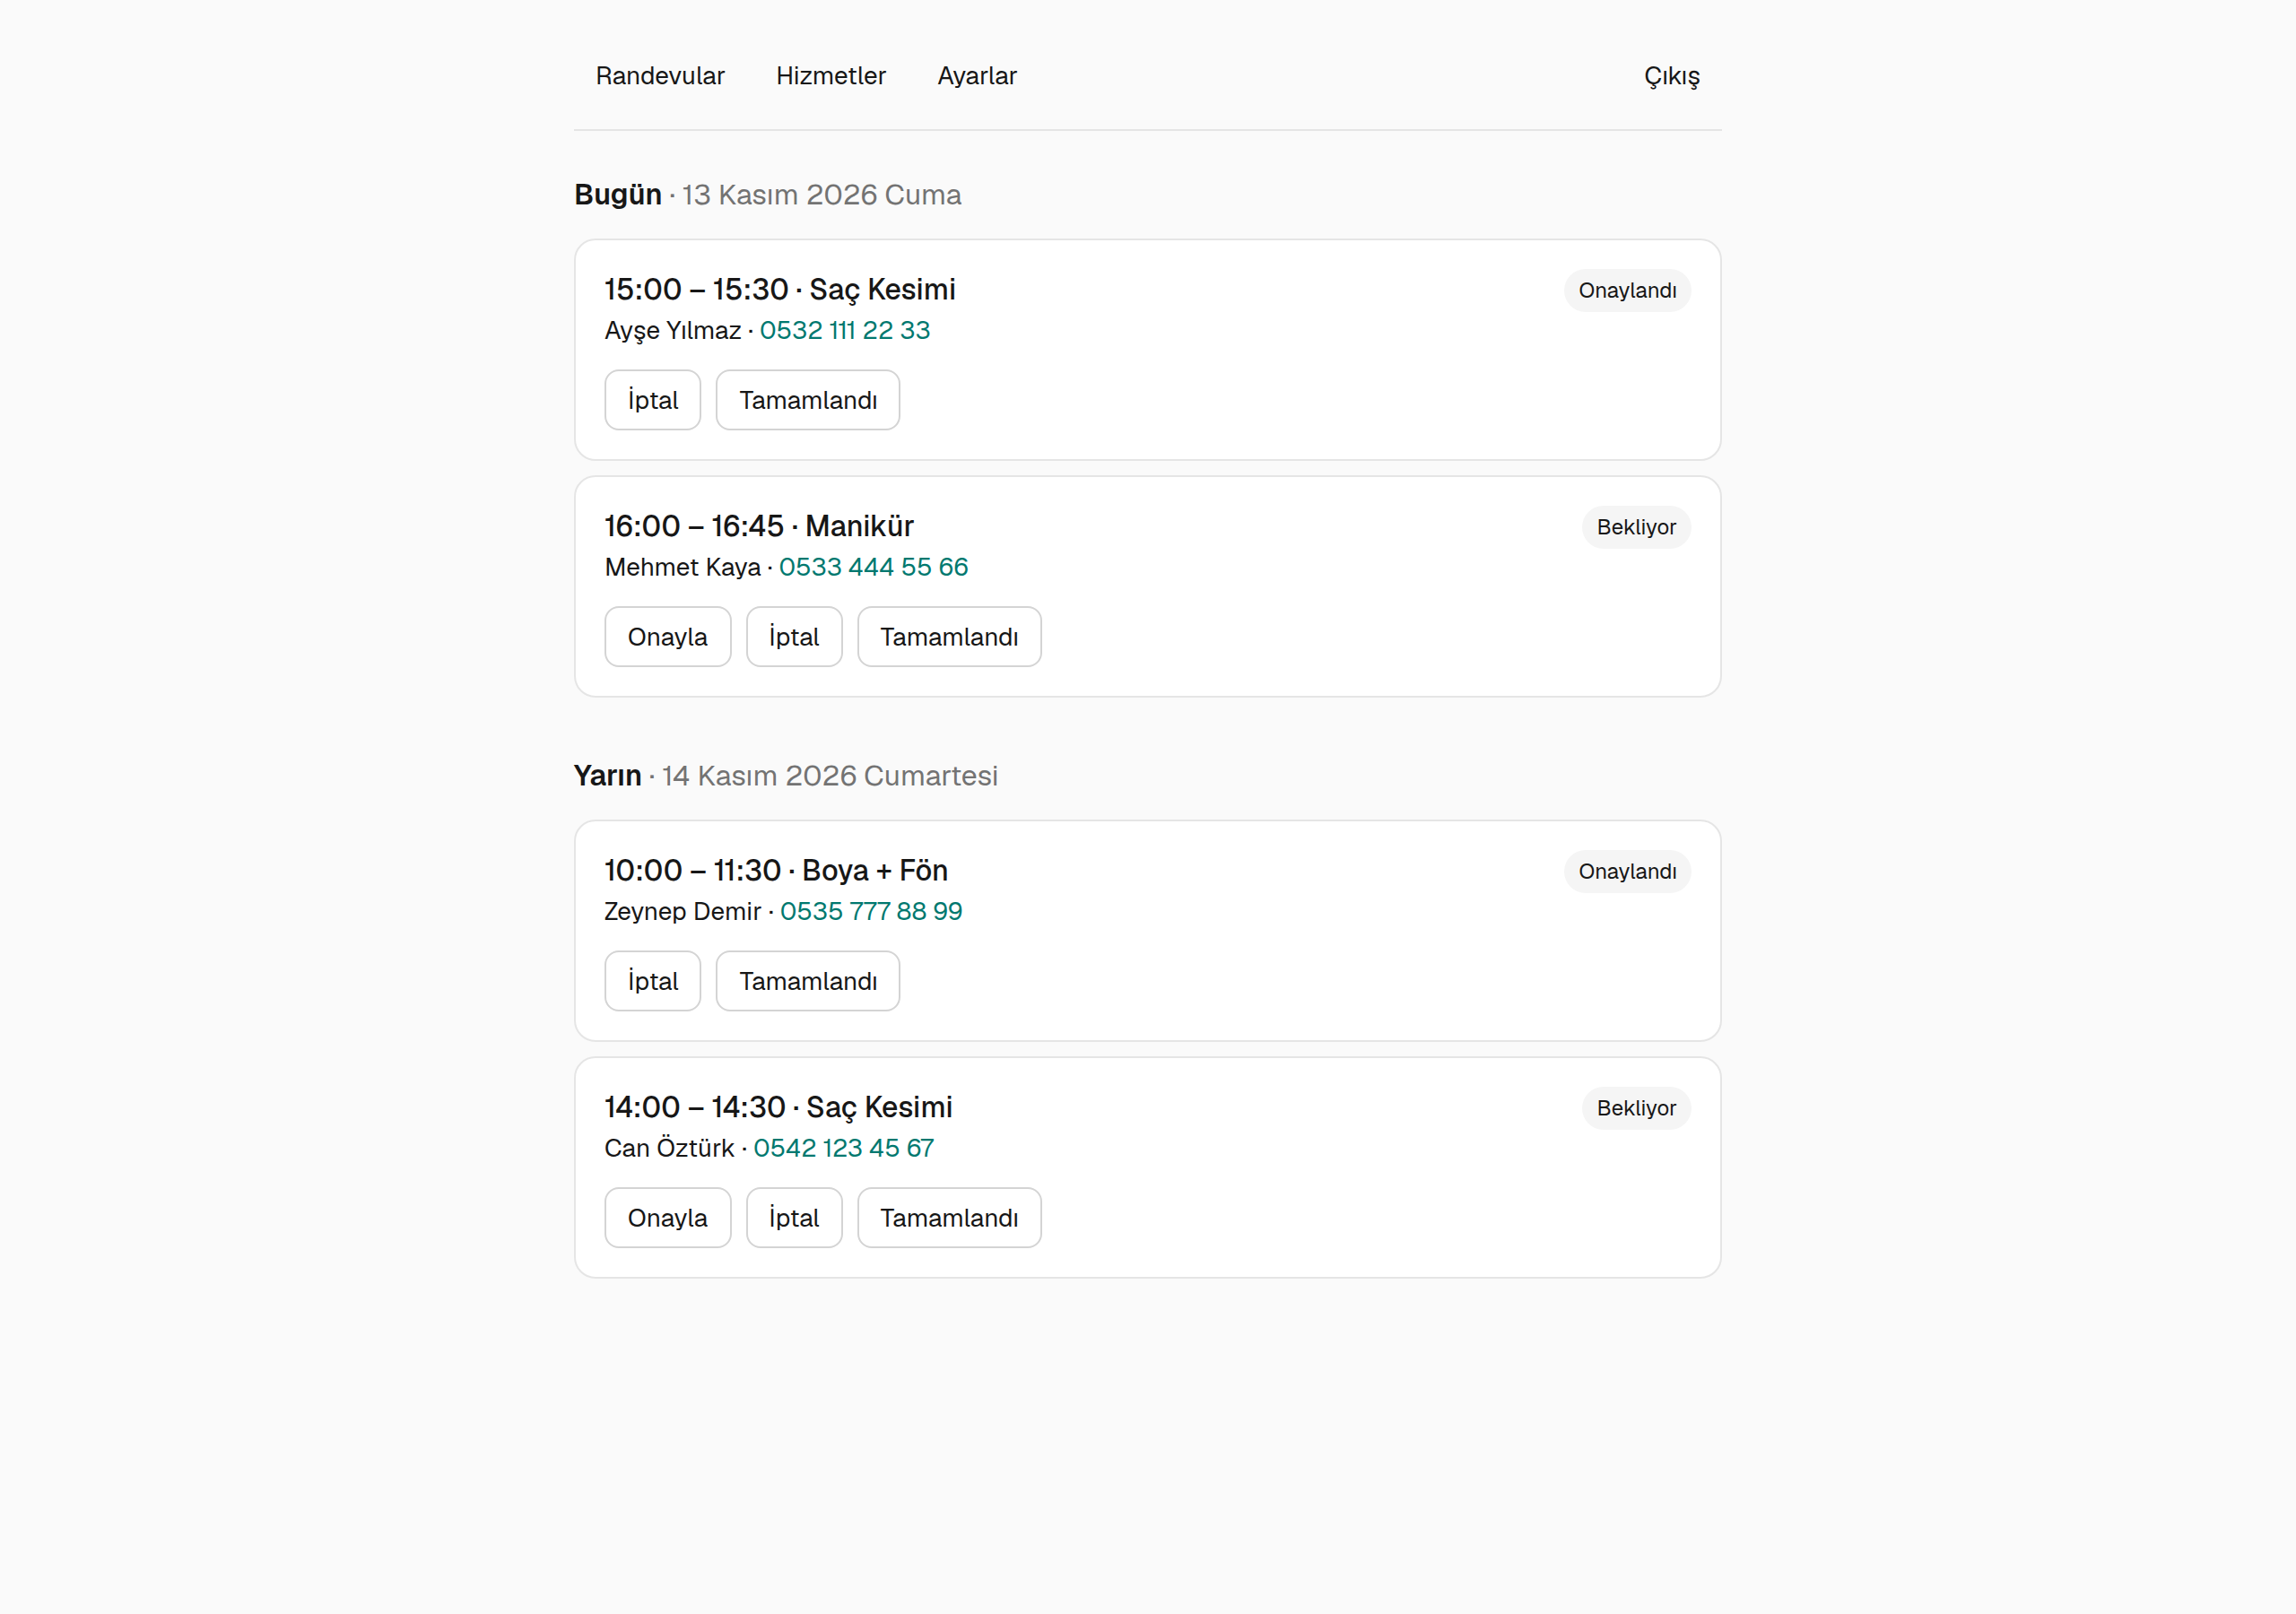 Randevular Hizmetler Ayarlar Çıkış
Bugün · 13 Kasım 2026 Cuma
15:00 – 15:30 · Saç Kesimi Onaylandı
Ayşe Yılmaz · 0532 111 22 33
İptal Tamamlandı
16:00 – 16:45 · Manikür Bekliyor
Mehmet Kaya · 0533 444 55 66
Onayla İptal Tamamlandı
Yarın · 14 Kasım 2026 Cumartesi
10:00 – 11:30 · Boya + Fön Onaylandı
Zeynep Demir · 0535 777 88 99
İptal Tamamlandı
14:00 – 14:30 · Saç Kesimi Bekliyor
Can Öztürk · 0542 123 45 67
Onayla İptal Tamamlandı